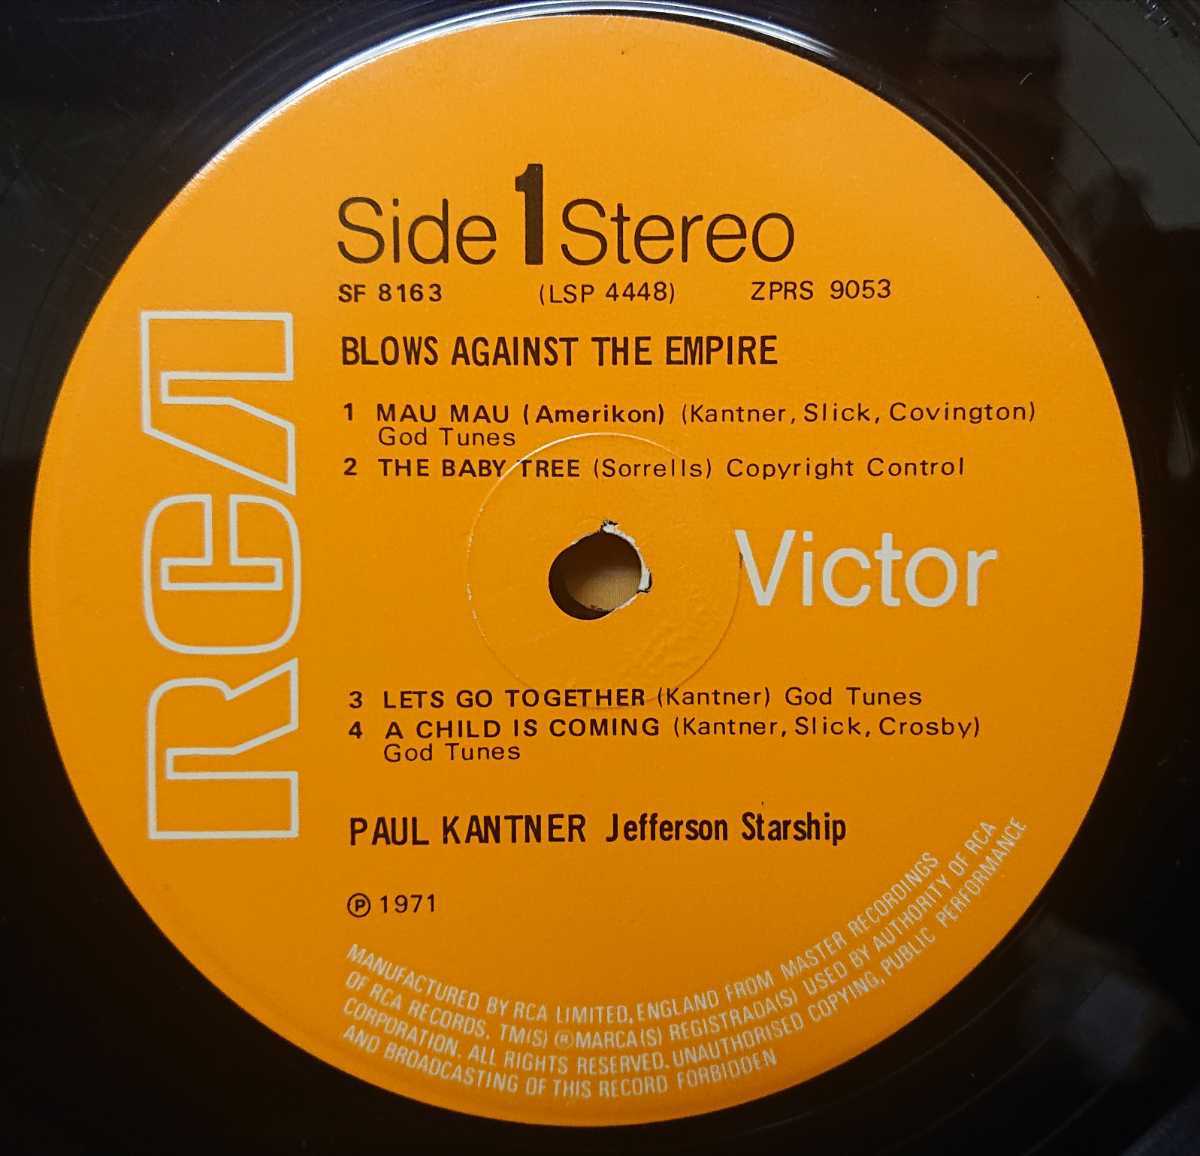 Side 1 Stereo
SF 8163 (LSP 4448) ZPRS 9053
BLOWS AGAINST THE EMPIRE
1 MAU MAU (Amerikon) (Kantner, Slick, Covington)
God Tunes
2 THE BABY TREE (Sorrells) Copyright Control
RCA
Victor
3 LETS GO TOGETHER (Kantner) God Tunes
4 A CHILD IS COMING (Kantner, Slick, Crosby)
God Tunes
PAUL KANTNER Jefferson Starship
℗ 1971
MANUFACTURED BY RCA LIMITED, ENGLAND FROM MASTER RECORDINGS
OF RCA RECORDS. TM(S) ® MARCA(S) REGISTRADA(S) USED BY AUTHORITY OF RCA
CORPORATION. ALL RIGHTS RESERVED. UNAUTHORISED COPYING, PUBLIC PERFORMANCE
AND BROADCASTING OF THIS RECORD FORBIDDEN